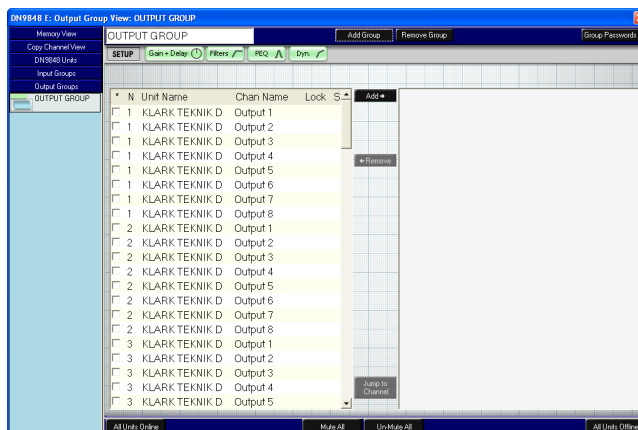 DN9848 E: Output Group View: OUTPUT GROUP
Memory View
Copy Channel View
DN9848 Units
Input Groups
Output Groups
OUTPUT GROUP
OUTPUT GROUP
Add Group
Remove Group
Group Passwords
SETUP
Gain + Delay
Filters
PEQ
Dyn.
* N Unit Name Chan Name Lock S
1 KLARK TEKNIK D Output 1
1 KLARK TEKNIK D Output 2
1 KLARK TEKNIK D Output 3
1 KLARK TEKNIK D Output 4
1 KLARK TEKNIK D Output 5
1 KLARK TEKNIK D Output 6
1 KLARK TEKNIK D Output 7
1 KLARK TEKNIK D Output 8
2 KLARK TEKNIK D Output 1
2 KLARK TEKNIK D Output 2
2 KLARK TEKNIK D Output 3
2 KLARK TEKNIK D Output 4
2 KLARK TEKNIK D Output 5
2 KLARK TEKNIK D Output 6
2 KLARK TEKNIK D Output 7
2 KLARK TEKNIK D Output 8
3 KLARK TEKNIK D Output 1
3 KLARK TEKNIK D Output 2
3 KLARK TEKNIK D Output 3
3 KLARK TEKNIK D Output 4
3 KLARK TEKNIK D Output 5
Add
Remove
Jump to
Channel
All Units Online
Mute All
Un-Mute All
All Units Offline